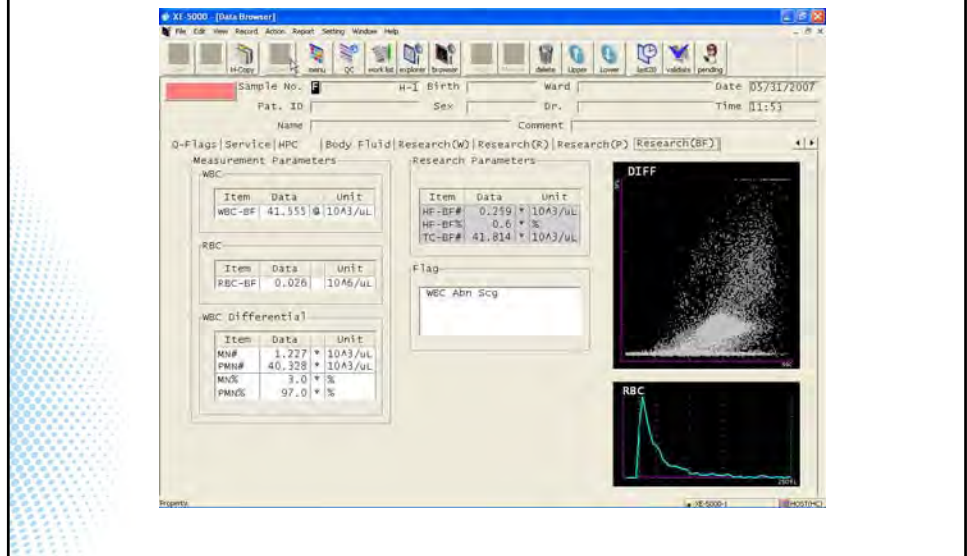 XE-5000 - [Data Browser]
File Edit View Record Action Report Setting Window Help
H-Copy menu QC work list explorer browser delete Upper Lower last20 validate pending
Sample No. H-I Birth Ward Date 05/31/2007
Pat. ID Sex Dr. Time 11:53
Name Comment
Q-Flags Service HPC Body Fluid Research(W) Research(R) Research(P) Research(BF)
Measurement Parameters
WBC
Item Data Unit
WBC-BF 41.555 @ 10^3/uL
RBC
Item Data Unit
RBC-BF 0.026 10^6/uL
WBC Differential
Item Data Unit
MN# 1.227 * 10^3/uL
PMN# 40.328 * 10^3/uL
MN% 3.0 * %
PMN% 97.0 * %
Research Parameters
Item Data Unit
HF-BF# 0.259 * 10^3/uL
HF-BF% 0.6 * %
TC-BF# 41.814 * 10^3/uL
Flag
WBC Abn Scg
DIFF
RBC
250fL
Property
XE-5000-1 HOST(HC)